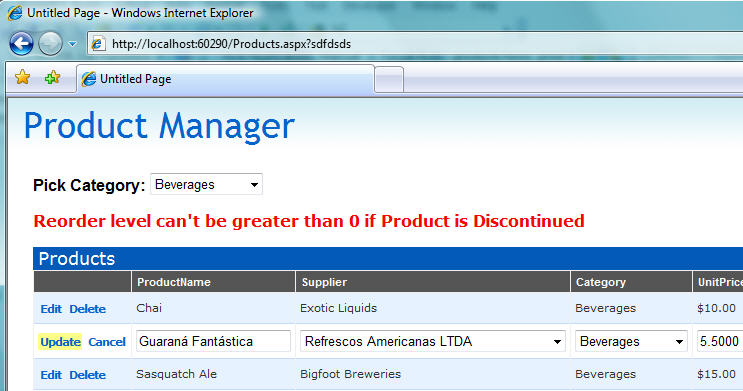 Untitled Page - Windows Internet Explorer
http://localhost:60290/Products.aspx?sdfdsds
Untitled Page
Product Manager
Pick Category: Beverages
Reorder level can't be greater than 0 if Product is Discontinued
Products
ProductName Supplier Category UnitPrice
Edit Delete Chai Exotic Liquids Beverages $10.00
Update Cancel Guaraná Fantástica Refrescos Americanas LTDA Beverages 5.5000
Edit Delete Sasquatch Ale Bigfoot Breweries Beverages $15.00